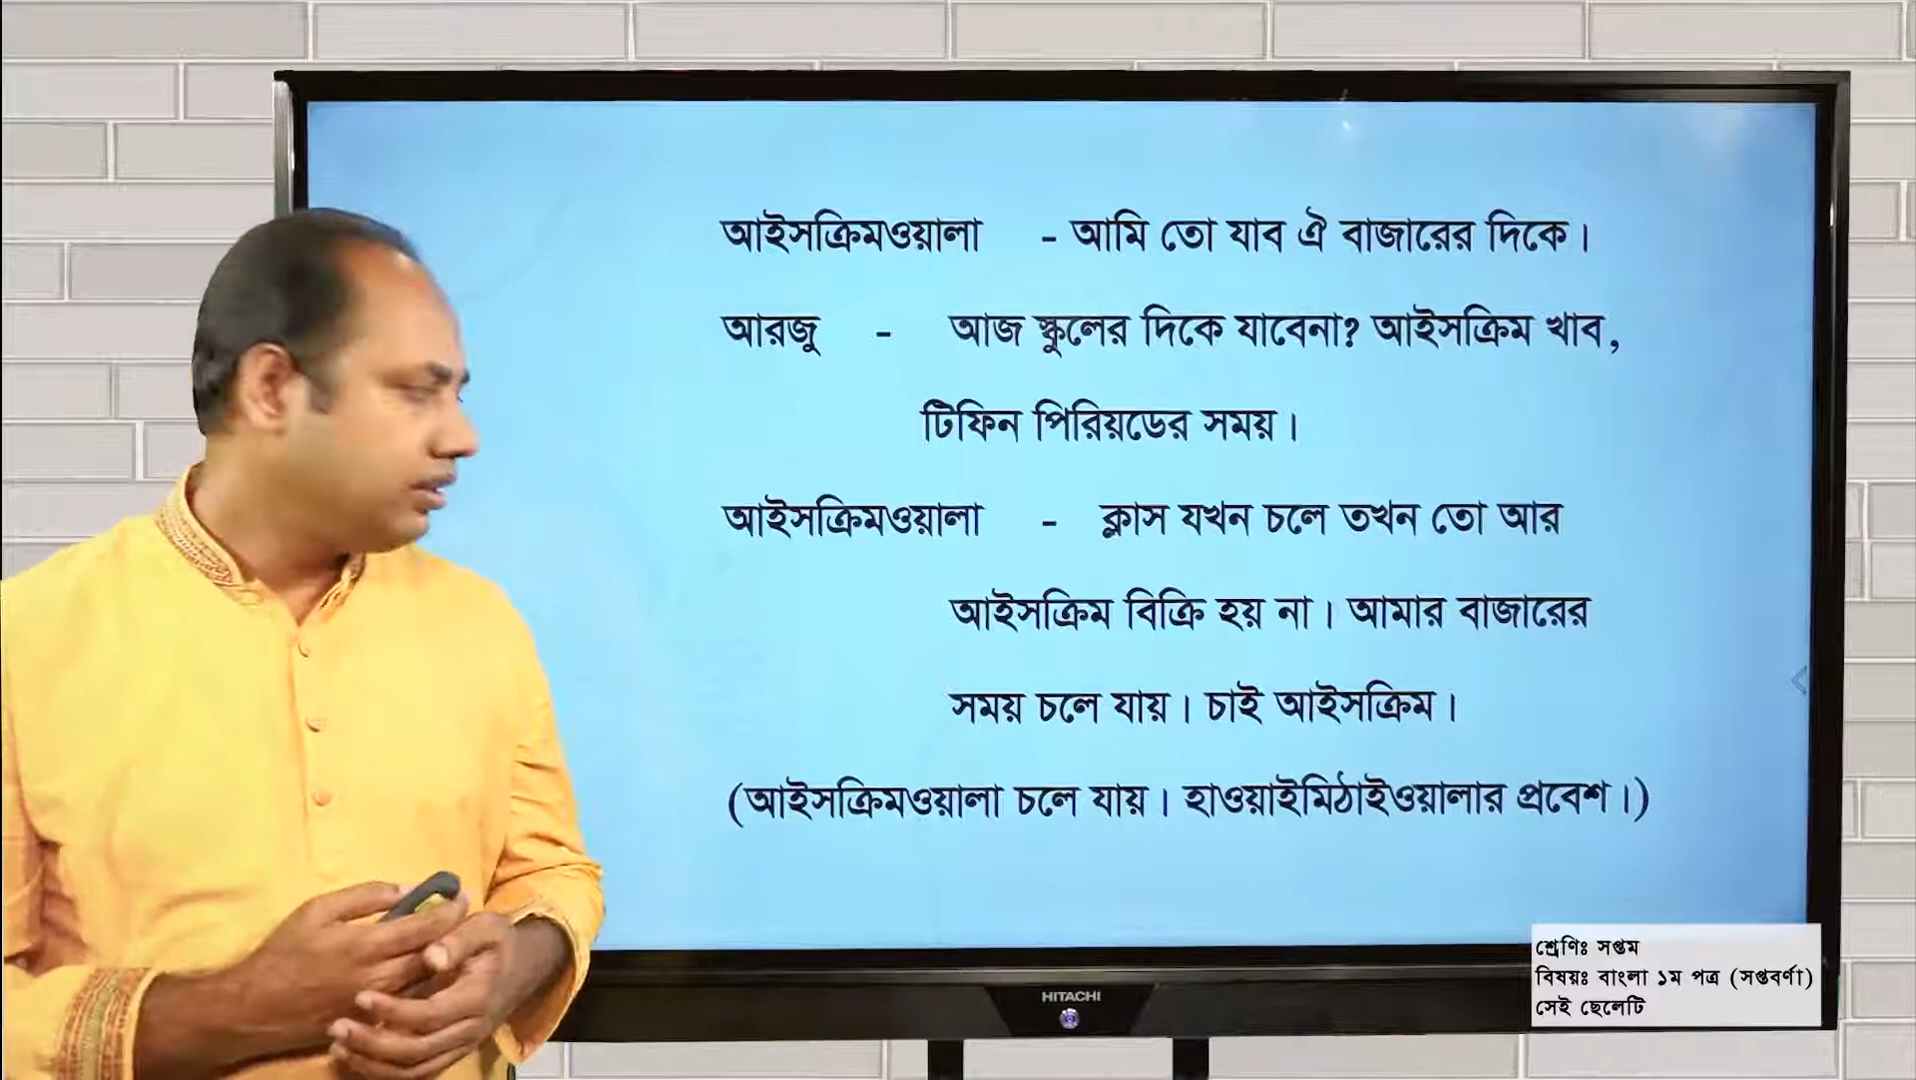 আইসক্রিমওয়ালা - আমি তো যাব ঐ বাজারের দিকে।
আরজু - আজ স্কুলের দিকে যাবেনা? আইসক্রিম খাব,
টিফিন পিরিয়ডের সময়।
আইসক্রিমওয়ালা - ক্লাস যখন চলে তখন তো আর
আইসক্রিম বিক্রি হয় না। আমার বাজারের
সময় চলে যায়। চাই আইসক্রিম।
(আইসক্রিমওয়ালা চলে যায়। হাওয়াইমিঠাইওয়ালার প্রবেশ।)
HITACHI
শ্রেণিঃ সপ্তম
বিষয়ঃ বাংলা ১ম পত্র (সপ্তবর্ণা)
সেই ছেলেটি